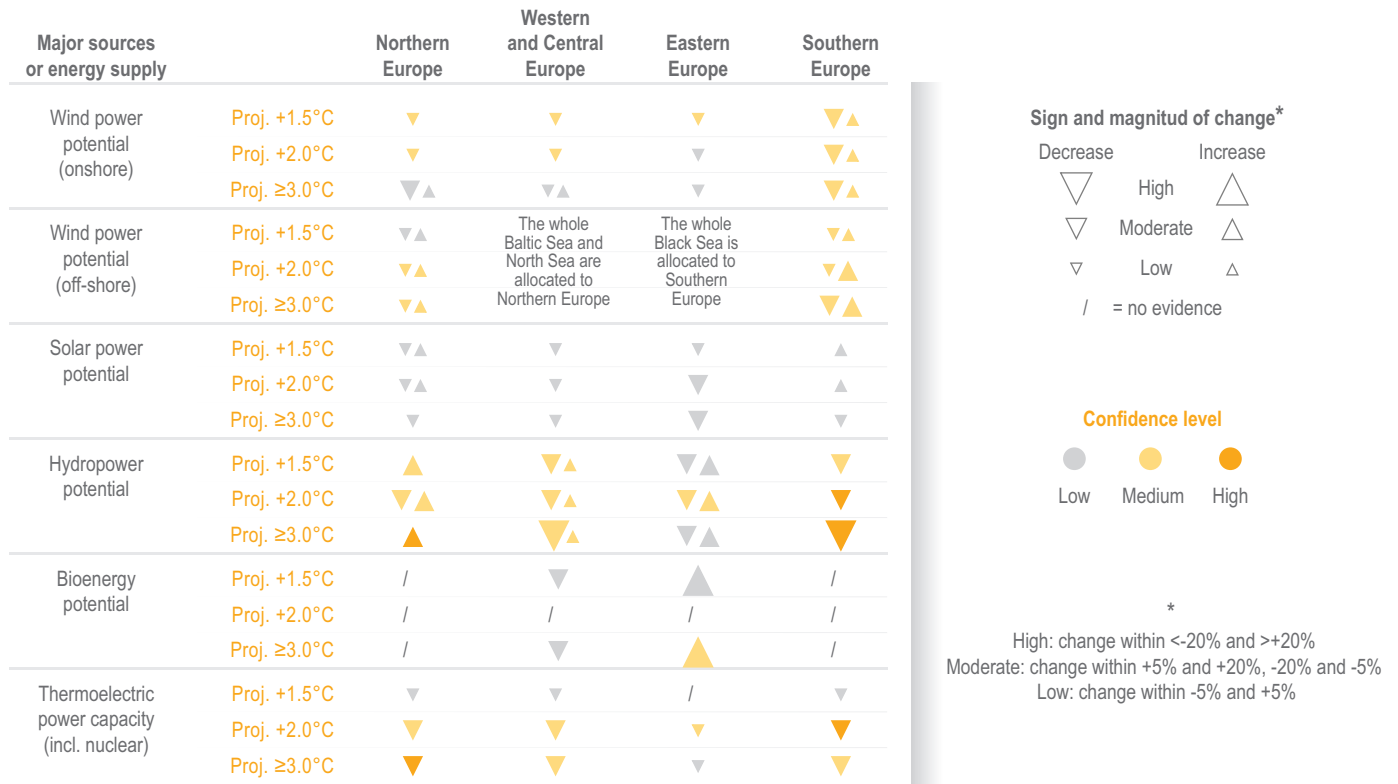 Major sources
or energy supply
Northern
Europe
Western
and Central
Europe
Eastern
Europe
Southern
Europe
Wind power
potential
(onshore)
Proj. +1.5°C
Proj. +2.0°C
Proj. ≥3.0°C
Wind power
potential
(off-shore)
Proj. +1.5°C
Proj. +2.0°C
Proj. ≥3.0°C
The whole
Baltic Sea and
North Sea are
allocated to
Northern Europe
The whole
Black Sea is
allocated to
Southern
Europe
Solar power
potential
Proj. +1.5°C
Proj. +2.0°C
Proj. ≥3.0°C
Hydropower
potential
Proj. +1.5°C
Proj. +2.0°C
Proj. ≥3.0°C
Bioenergy
potential
Proj. +1.5°C / /
Proj. +2.0°C / / / /
Proj. ≥3.0°C / /
Thermoelectric
power capacity
(incl. nuclear)
Proj. +1.5°C /
Proj. +2.0°C
Proj. ≥3.0°C
Sign and magnitud of change*
Decrease Increase
High
Moderate
Low
/ = no evidence
Confidence level
Low Medium High
*
High: change within <-20% and >+20%
Moderate: change within +5% and +20%, -20% and -5%
Low: change within -5% and +5%